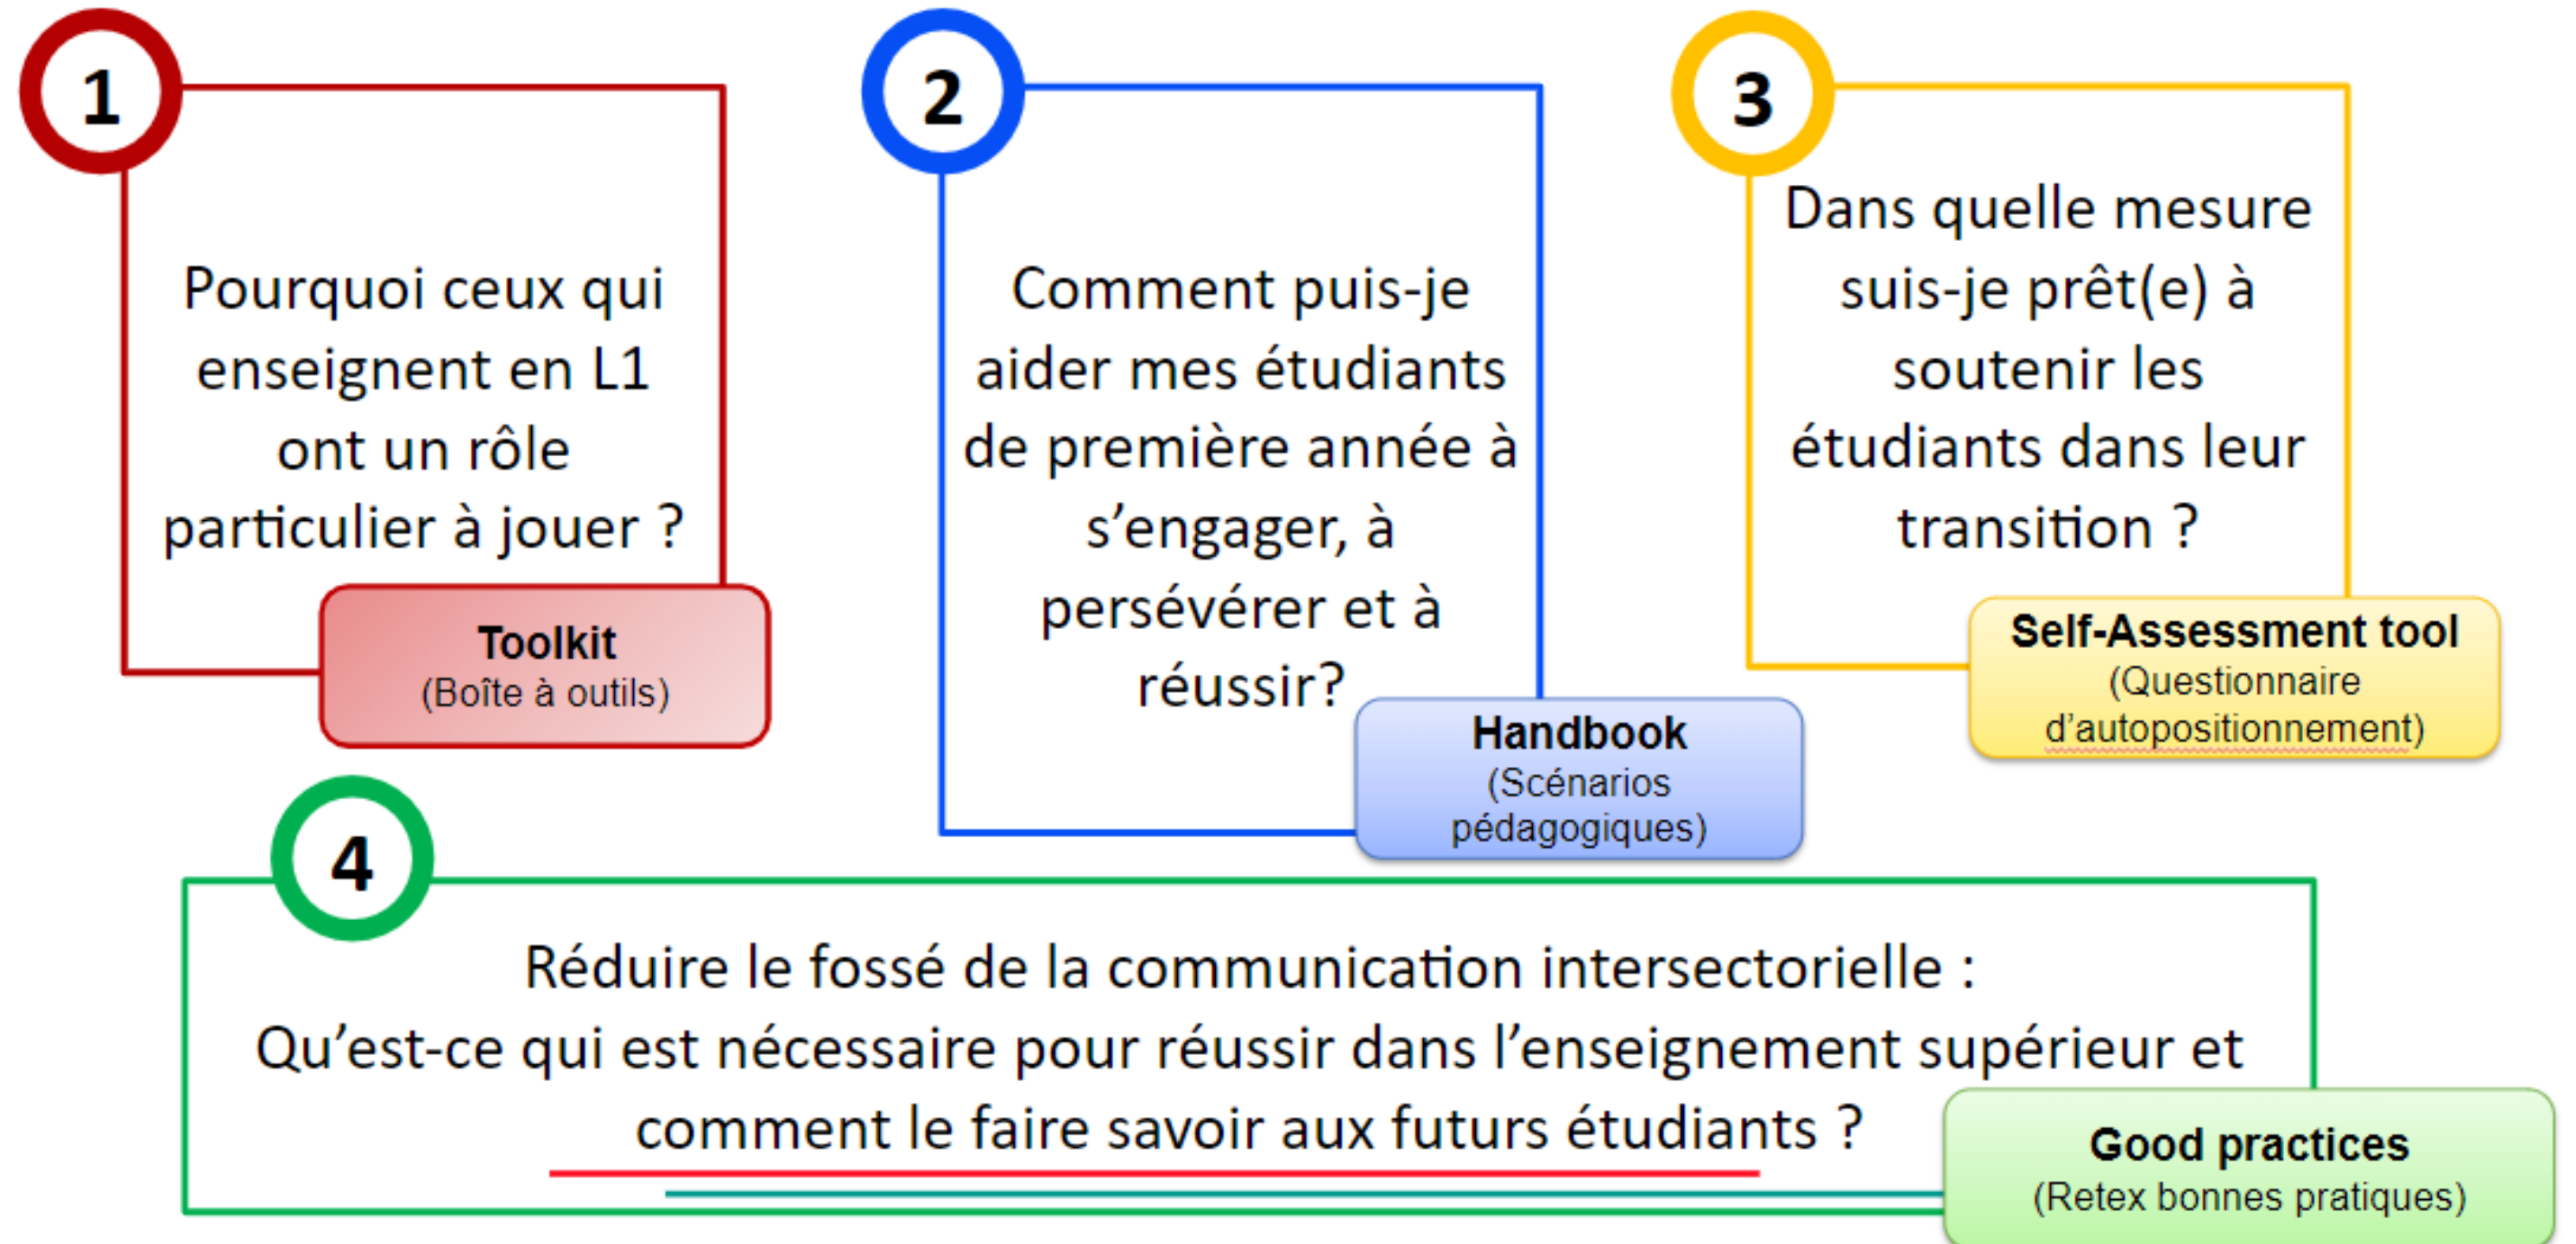 1
Pourquoi ceux qui
enseignent en L1
ont un rôle
particulier à jouer ?
Toolkit
(Boîte à outils)
2
Comment puis-je
aider mes étudiants
de première année à
s’engager, à
persévérer et à
réussir?
Handbook
(Scénarios
pédagogiques)
3
Dans quelle mesure
suis-je prêt(e) à
soutenir les
étudiants dans leur
transition ?
Self-Assessment tool
(Questionnaire
d’autopositionnement)
4
Réduire le fossé de la communication intersectorielle :
Qu’est-ce qui est nécessaire pour réussir dans l’enseignement supérieur et
comment le faire savoir aux futurs étudiants ?
Good practices
(Retex bonnes pratiques)